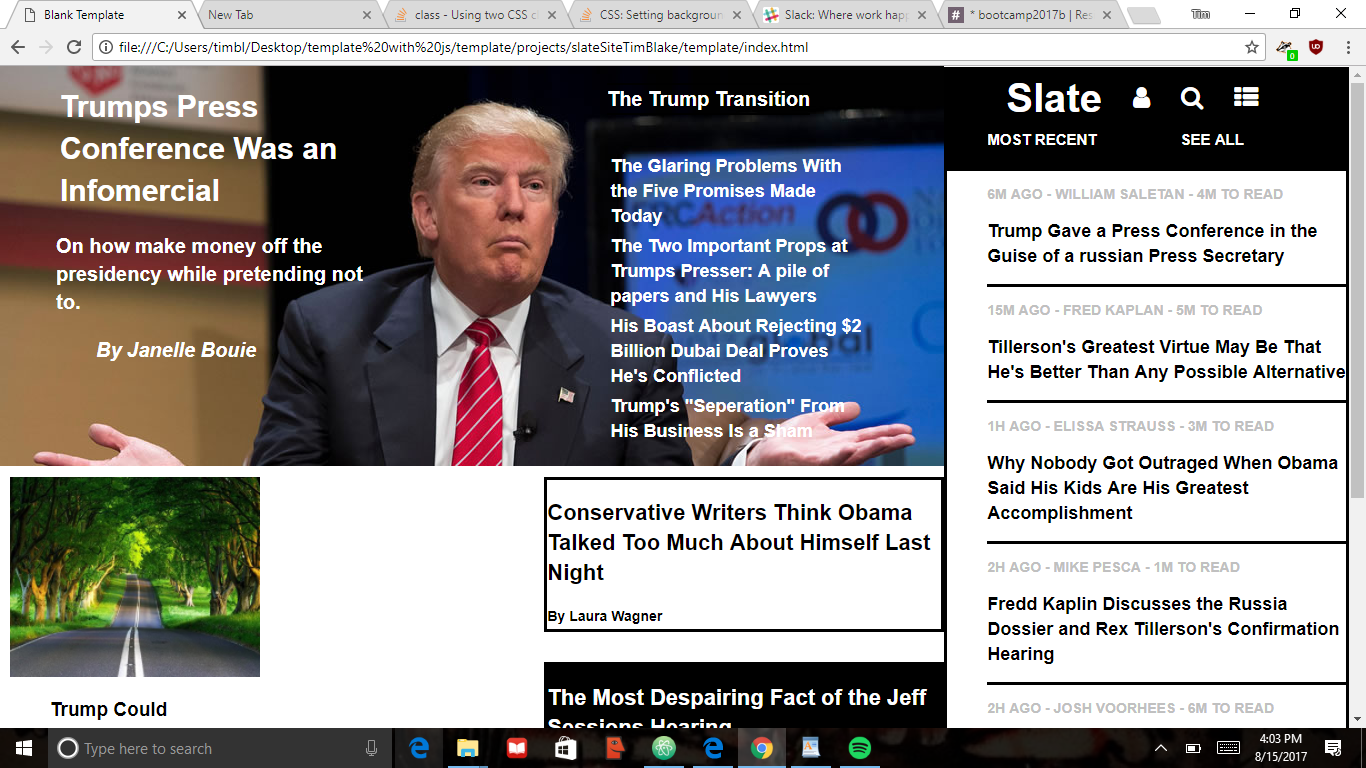 Blank Template
New Tab
class - Using two CSS c
CSS: Setting backgroun
Slack: Where work happ
* bootcamp2017b | Res
Tim
file:///C:/Users/timbl/Desktop/template%20with%20js/template/projects/slateSiteTimBlake/template/index.html
0
Trumps Press
Conference Was an
Infomercial
On how make money off the
presidency while pretending not
to.
By Janelle Bouie
The Trump Transition
The Glaring Problems With
the Five Promises Made
Today
The Two Important Props at
Trumps Presser: A pile of
papers and His Lawyers
His Boast About Rejecting $2
Billion Dubai Deal Proves
He's Conflicted
Trump's "Seperation" From
His Business Is a Sham
RCAction
Slate
MOST RECENT
SEE ALL
6M AGO - WILLIAM SALETAN - 4M TO READ
Trump Gave a Press Conference in the
Guise of a russian Press Secretary
15M AGO - FRED KAPLAN - 5M TO READ
Tillerson's Greatest Virtue May Be That
He's Better Than Any Possible Alternative
1H AGO - ELISSA STRAUSS - 3M TO READ
Why Nobody Got Outraged When Obama
Said His Kids Are His Greatest
Accomplishment
2H AGO - MIKE PESCA - 1M TO READ
Fredd Kaplin Discusses the Russia
Dossier and Rex Tillerson's Confirmation
Hearing
2H AGO - JOSH VOORHEES - 6M TO READ
Conservative Writers Think Obama
Talked Too Much About Himself Last
Night
By Laura Wagner
The Most Despairing Fact of the Jeff
Sessions Hearing
Trump Could
Type here to search
4:03 PM
8/15/2017